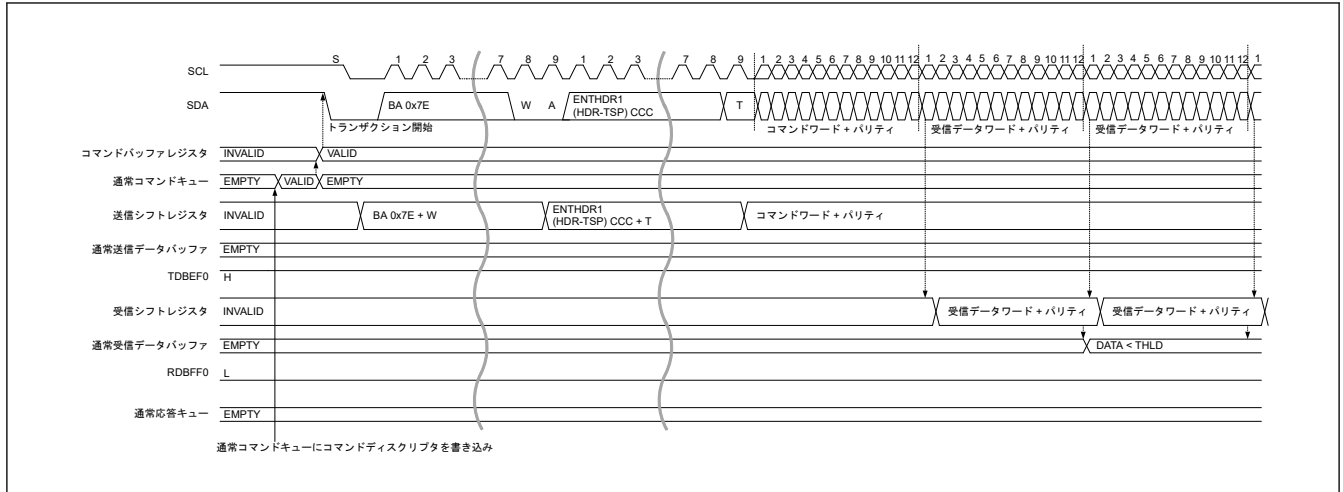 S 1 2 3 7 8 9 1 2 3 7 8 9 1 2 3 4 5 6 7 8 9 10 11 12 1 2 3 4 5 6 7 8 9 10 11 12 1 2 3 4 5 6 7 8 9 10 11 12 1
SCL
SDA BA 0x7E W A ENTHDR1 (HDR-TSP) CCC T
トランザクション開始 コマンドワード + パリティ 受信データワード + パリティ 受信データワード + パリティ
コマンドバッファレジスタ INVALID VALID
通常コマンドキュー EMPTY VALID EMPTY
送信シフトレジスタ INVALID BA 0x7E + W ENTHDR1 (HDR-TSP) CCC + T コマンドワード + パリティ
通常送信データバッファ EMPTY
TDBEF0 H
受信シフトレジスタ INVALID 受信データワード + パリティ 受信データワード + パリティ
通常受信データバッファ EMPTY DATA < THLD
RDBFF0 L
通常応答キュー EMPTY
通常コマンドキューにコマンドディスクリプタを書き込み